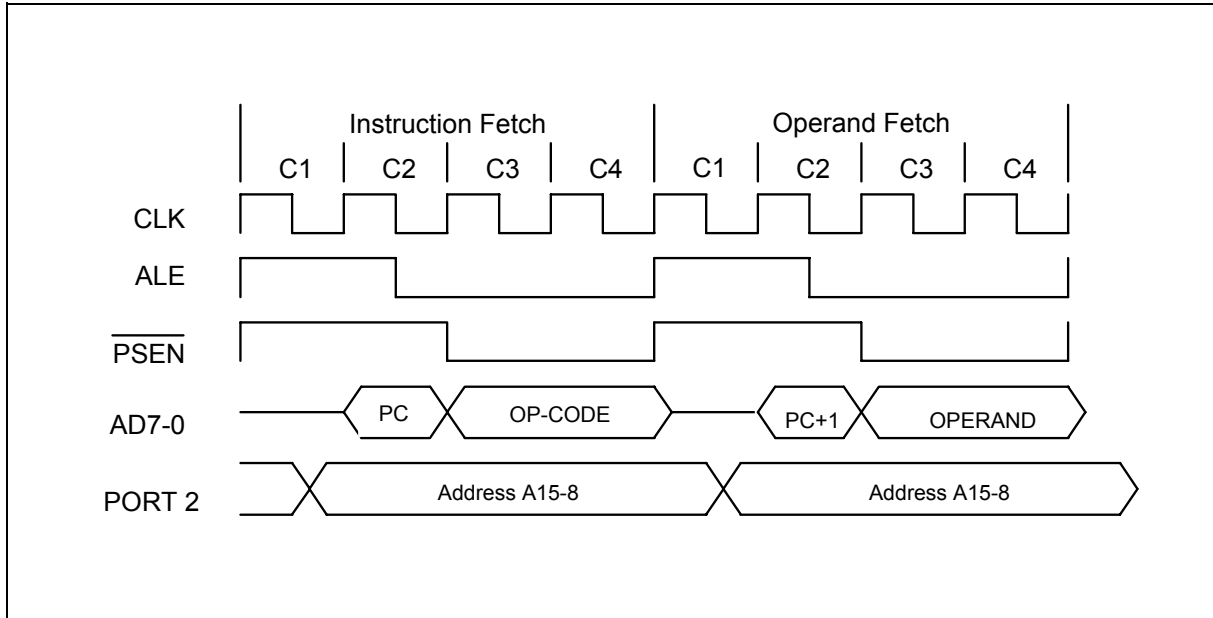 Instruction Fetch Operand Fetch
C1 C2 C3 C4 C1 C2 C3 C4
CLK
ALE
PSEN
AD7-0 PC OP-CODE PC+1 OPERAND
PORT 2 Address A15-8 Address A15-8